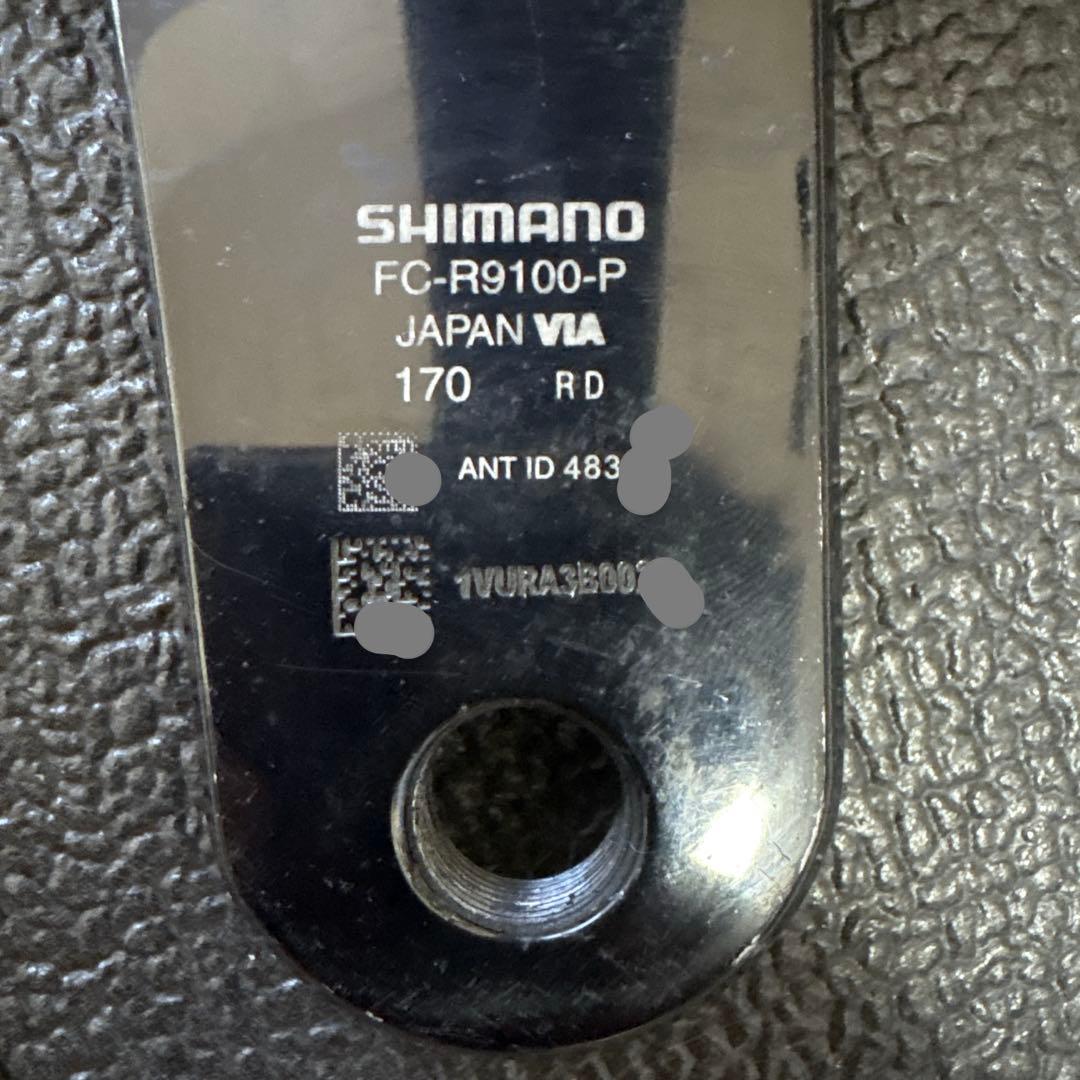 SHIMANO
FC-R9100-P
JAPAN VIA
170 RD
ANT ID 483
1VURA3B00